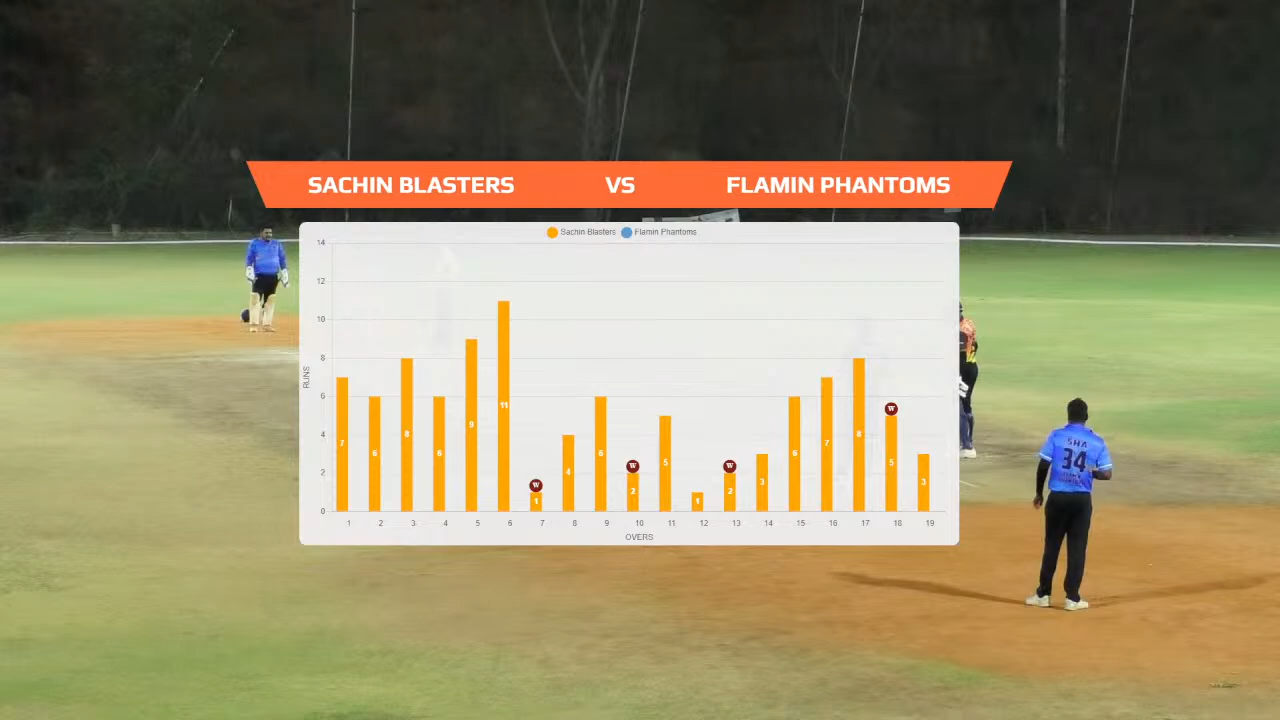 SACHIN BLASTERS VS FLAMIN PHANTOMS
Sachin Blasters Flamin Phantoms
14
12
10
8
6
4
2
0
RUNS
7 6 8 6 9 11 1 4 6 2 5 1 2 3 6 7 8 5 3
W W W W
1 2 3 4 5 6 7 8 9 10 11 12 13 14 15 16 17 18 19
OVERS
SHA
34